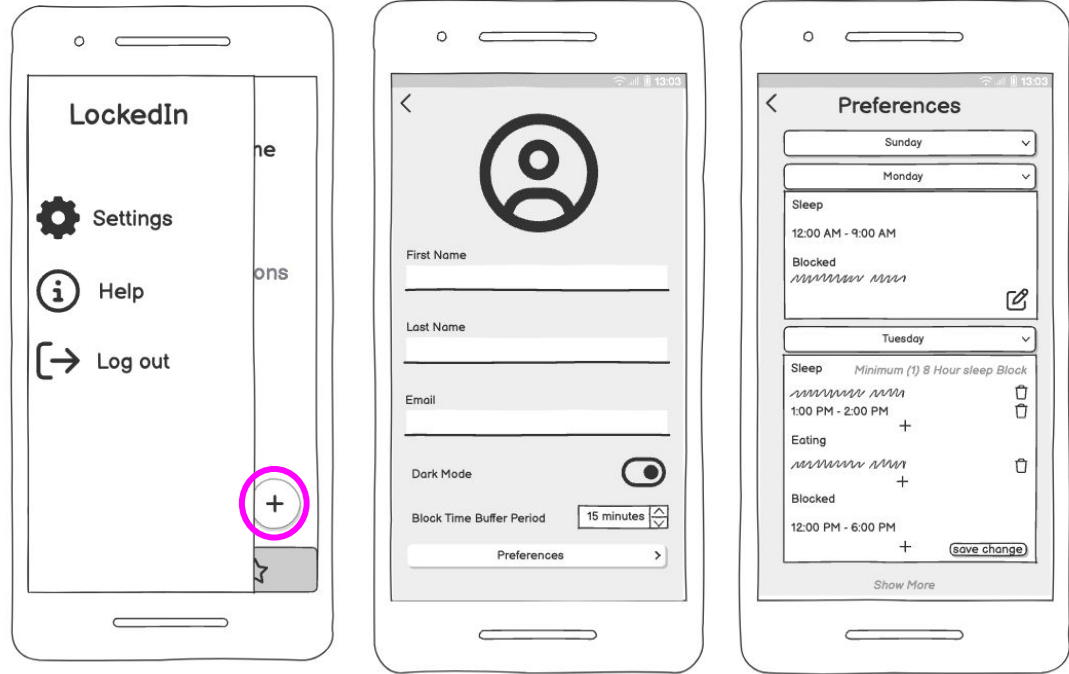 LockedIn
ne
Settings
ons
Help
Log out
+
13:03
First Name
Last Name
Email
Dark Mode
Block Time Buffer Period
15 minutes
Preferences
13:03
Preferences
Sunday
Monday
Sleep
12:00 AM - 9:00 AM
Blocked
Tuesday
Sleep Minimum (1) 8 Hour sleep Block
1:00 PM - 2:00 PM
+
Eating
+
Blocked
12:00 PM - 6:00 PM
+
save change
Show More